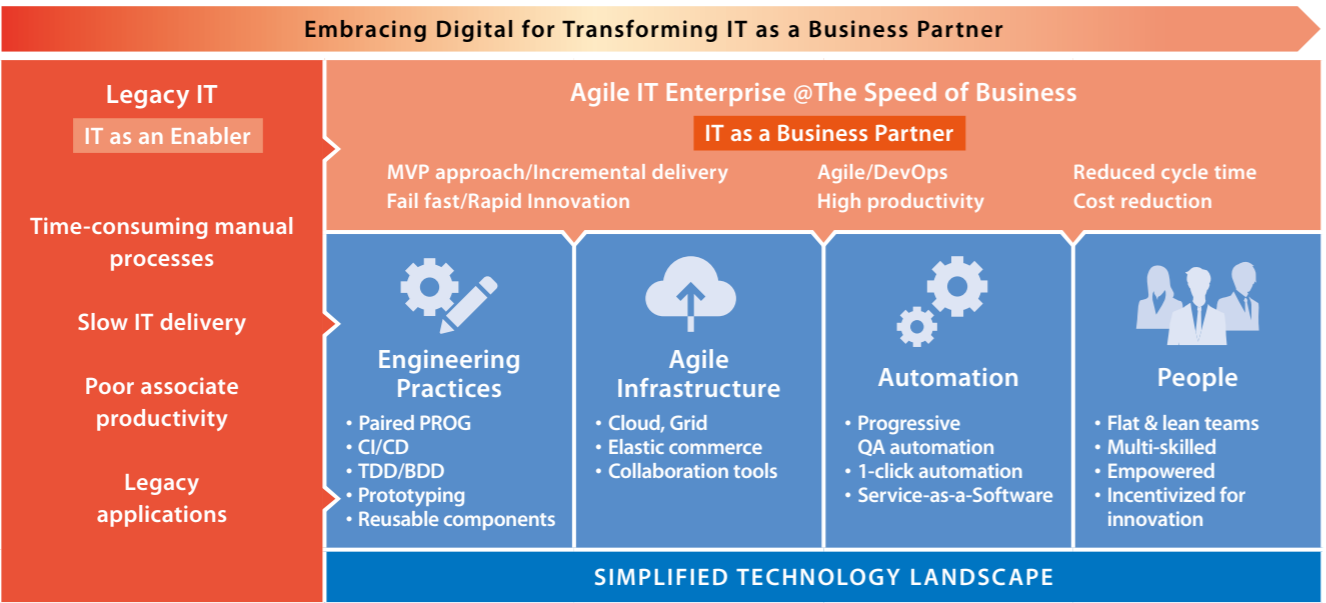 Embracing Digital for Transforming IT as a Business Partner
Legacy IT
IT as an Enabler
Time-consuming manual
processes
Slow IT delivery
Poor associate
productivity
Legacy
applications
Agile IT Enterprise @The Speed of Business
IT as a Business Partner
MVP approach/Incremental delivery
Fail fast/Rapid Innovation
Agile/DevOps
High productivity
Reduced cycle time
Cost reduction
Engineering
Practices
• Paired PROG
• CI/CD
• TDD/BDD
• Prototyping
• Reusable components
Agile
Infrastructure
• Cloud, Grid
• Elastic commerce
• Collaboration tools
Automation
• Progressive
QA automation
• 1-click automation
• Service-as-a-Software
People
• Flat & lean teams
• Multi-skilled
• Empowered
• Incentivized for
innovation
SIMPLIFIED TECHNOLOGY LANDSCAPE